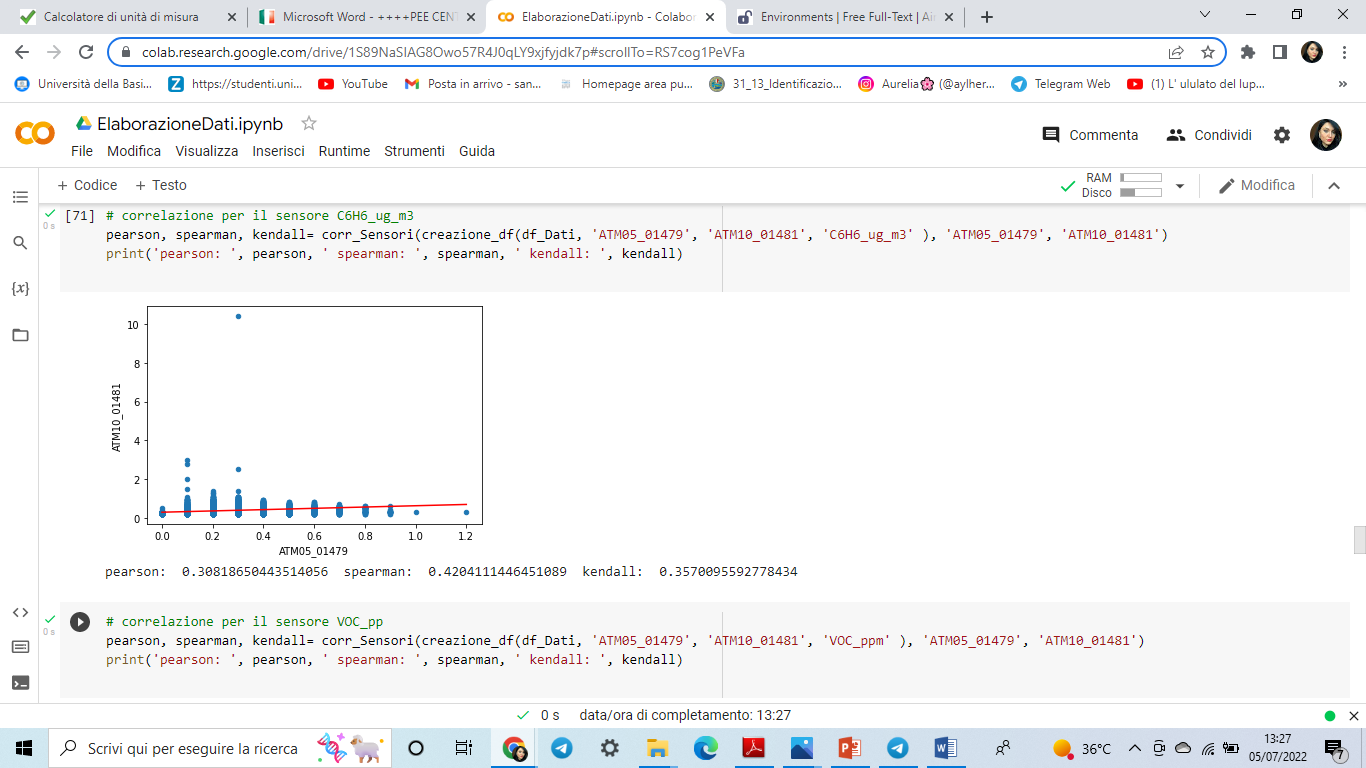 Calcolatore di unità di misura
Microsoft Word - ++++PEE CENT
ElaborazioneDati.ipynb - Colabor
Environments | Free Full-Text | Air
colab.research.google.com/drive/1S89NaSIAG8Owo57R4J0qLY9xjfyjdk7p#scrollTo=RS7cog1PeVFa
Università della Basi...
https://studenti.uni...
YouTube
Posta in arrivo - san...
Homepage area pu...
31_13_Identificazio...
Aurelia🌸 (@aylher...
Telegram Web
(1) L' ululato del lup...
»
ElaborazioneDati.ipynb
Commenta
Condividi
File Modifica Visualizza Inserisci Runtime Strumenti Guida
+ Codice + Testo
RAM
Disco
Modifica
[71] # correlazione per il sensore C6H6_ug_m3
0 s
pearson, spearman, kendall= corr_Sensori(creazione_df(df_Dati, 'ATM05_01479', 'ATM10_01481', 'C6H6_ug_m3' ), 'ATM05_01479', 'ATM10_01481')
print('pearson: ', pearson, ' spearman: ', spearman, ' kendall: ', kendall)
{x}
10
8
6
4
2
0
ATM10_01481
0.0 0.2 0.4 0.6 0.8 1.0 1.2
ATM05_01479
pearson:  0.30818650443514056  spearman:  0.4204111446451089  kendall:  0.3570095592778434
# correlazione per il sensore VOC_pp
0 s
pearson, spearman, kendall= corr_Sensori(creazione_df(df_Dati, 'ATM05_01479', 'ATM10_01481', 'VOC_ppm' ), 'ATM05_01479', 'ATM10_01481')
print('pearson: ', pearson, ' spearman: ', spearman, ' kendall: ', kendall)
0 s data/ora di completamento: 13:27
Scrivi qui per eseguire la ricerca
36°C
13:27
05/07/2022
7